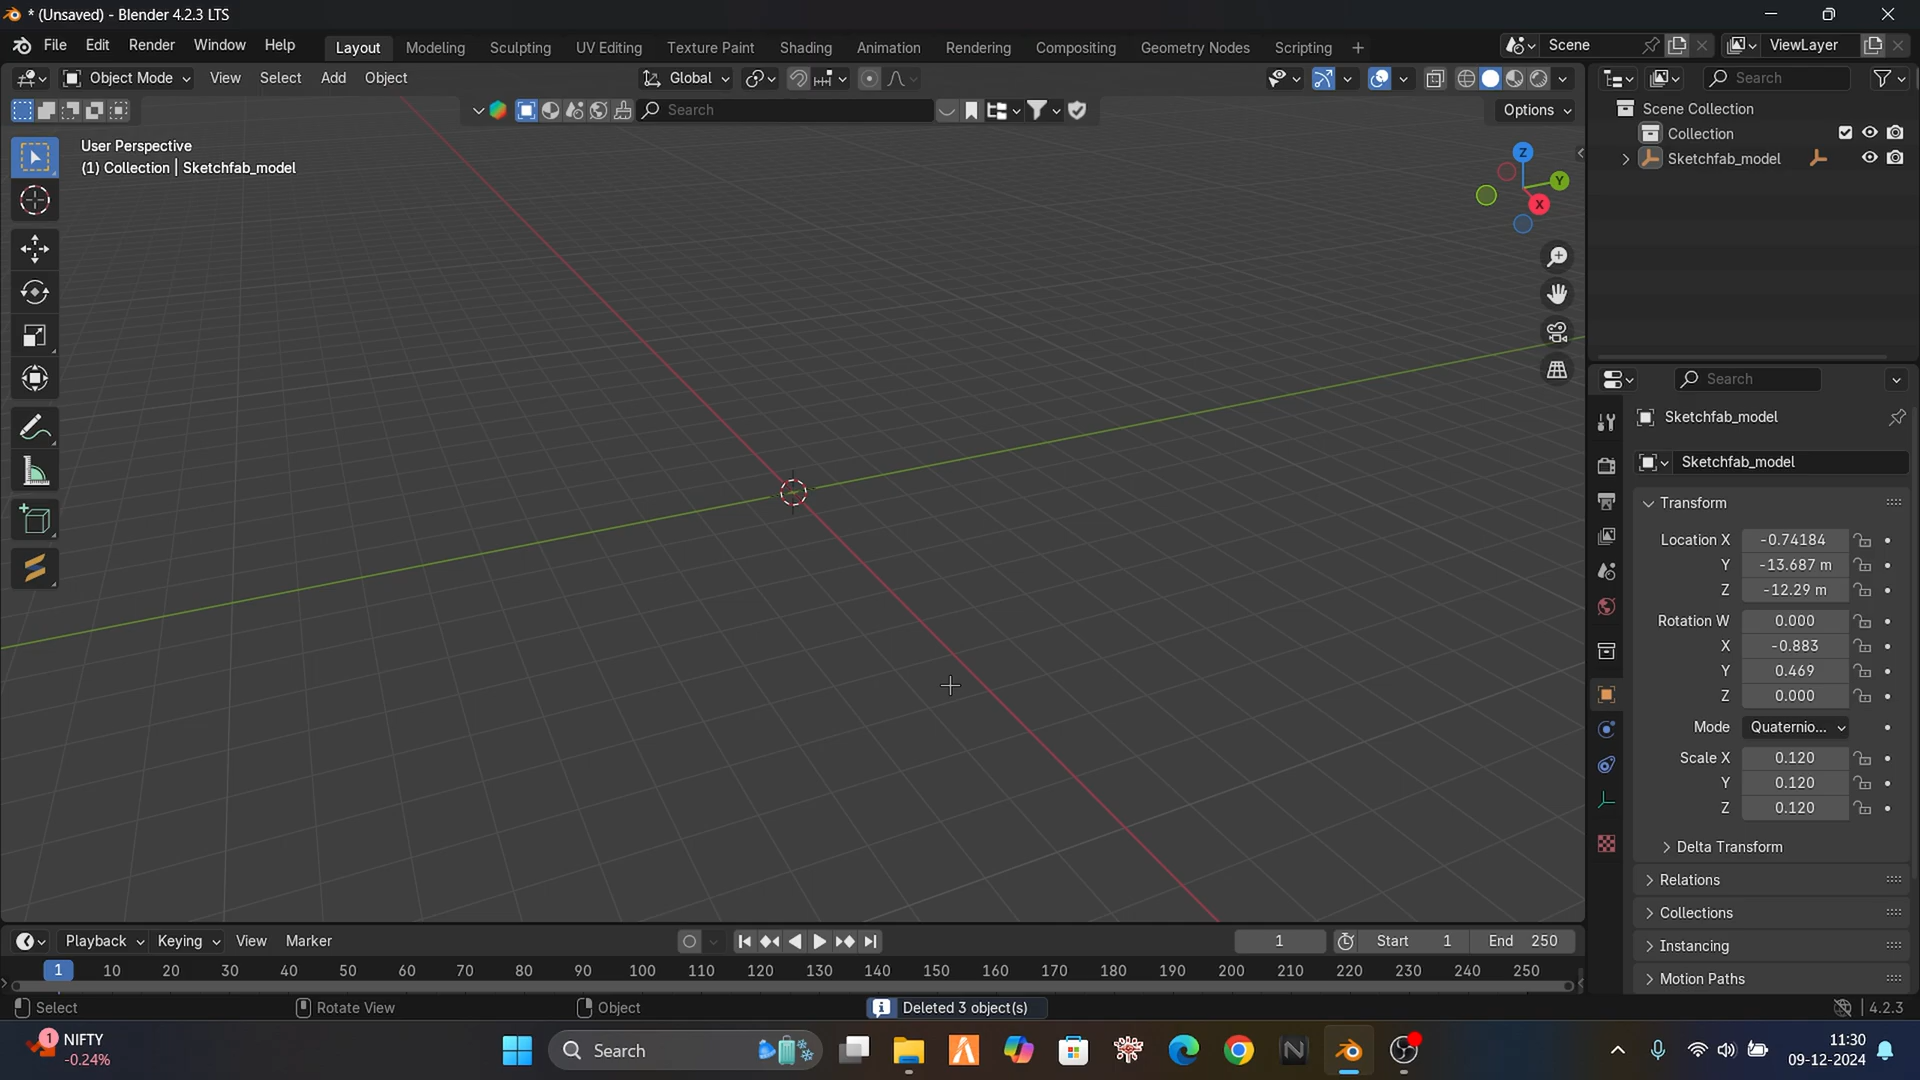 * (Unsaved) - Blender 4.2.3 LTS
File Edit Render Window Help Layout Modeling Sculpting UV Editing Texture Paint Shading Animation Rendering Compositing Geometry Nodes Scripting + Scene ViewLayer
Object Mode View Select Add Object Global Search
Search Options
Scene Collection
Collection
Sketchfab_model
User Perspective
(1) Collection | Sketchfab_model
Z
Y
X
Search
Sketchfab_model
Sketchfab_model
Transform
Location X -0.74184
Y -13.687 m
Z -12.29 m
Rotation W 0.000
X -0.883
Y 0.469
Z 0.000
Mode Quaternio...
Scale X 0.120
Y 0.120
Z 0.120
Delta Transform
Relations
Collections
Instancing
Motion Paths
Playback Keying View Marker 1 Start 1 End 250
1 10 20 30 40 50 60 70 80 90 100 110 120 130 140 150 160 170 180 190 200 210 220 230 240 250
Select Rotate View Object Deleted 3 object(s) 4.2.3
1 NIFTY
-0.24%
Search
11:30
09-12-2024